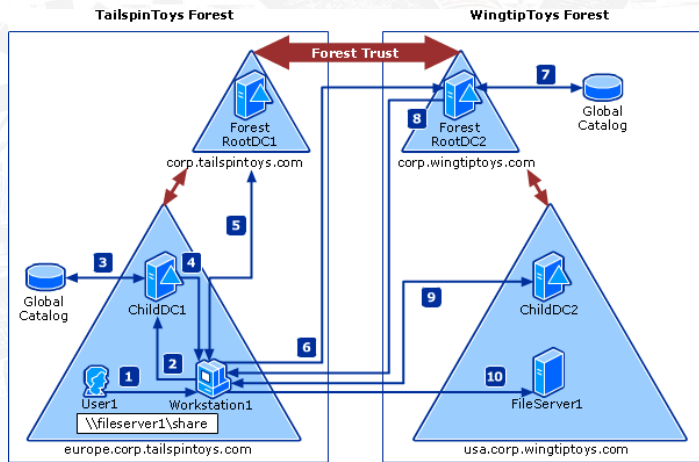 TailspinToys Forest
WingtipToys Forest
Forest Trust
Forest
RootDC1
corp.tailspintoys.com
Forest
RootDC2
corp.wingtiptoys.com
7
Global
Catalog
8
5
3
Global
Catalog
4
ChildDC1
9
ChildDC2
6
2
1
User1
Workstation1
\\fileserver1\share
10
FileServer1
europe.corp.tailspintoys.com
usa.corp.wingtiptoys.com